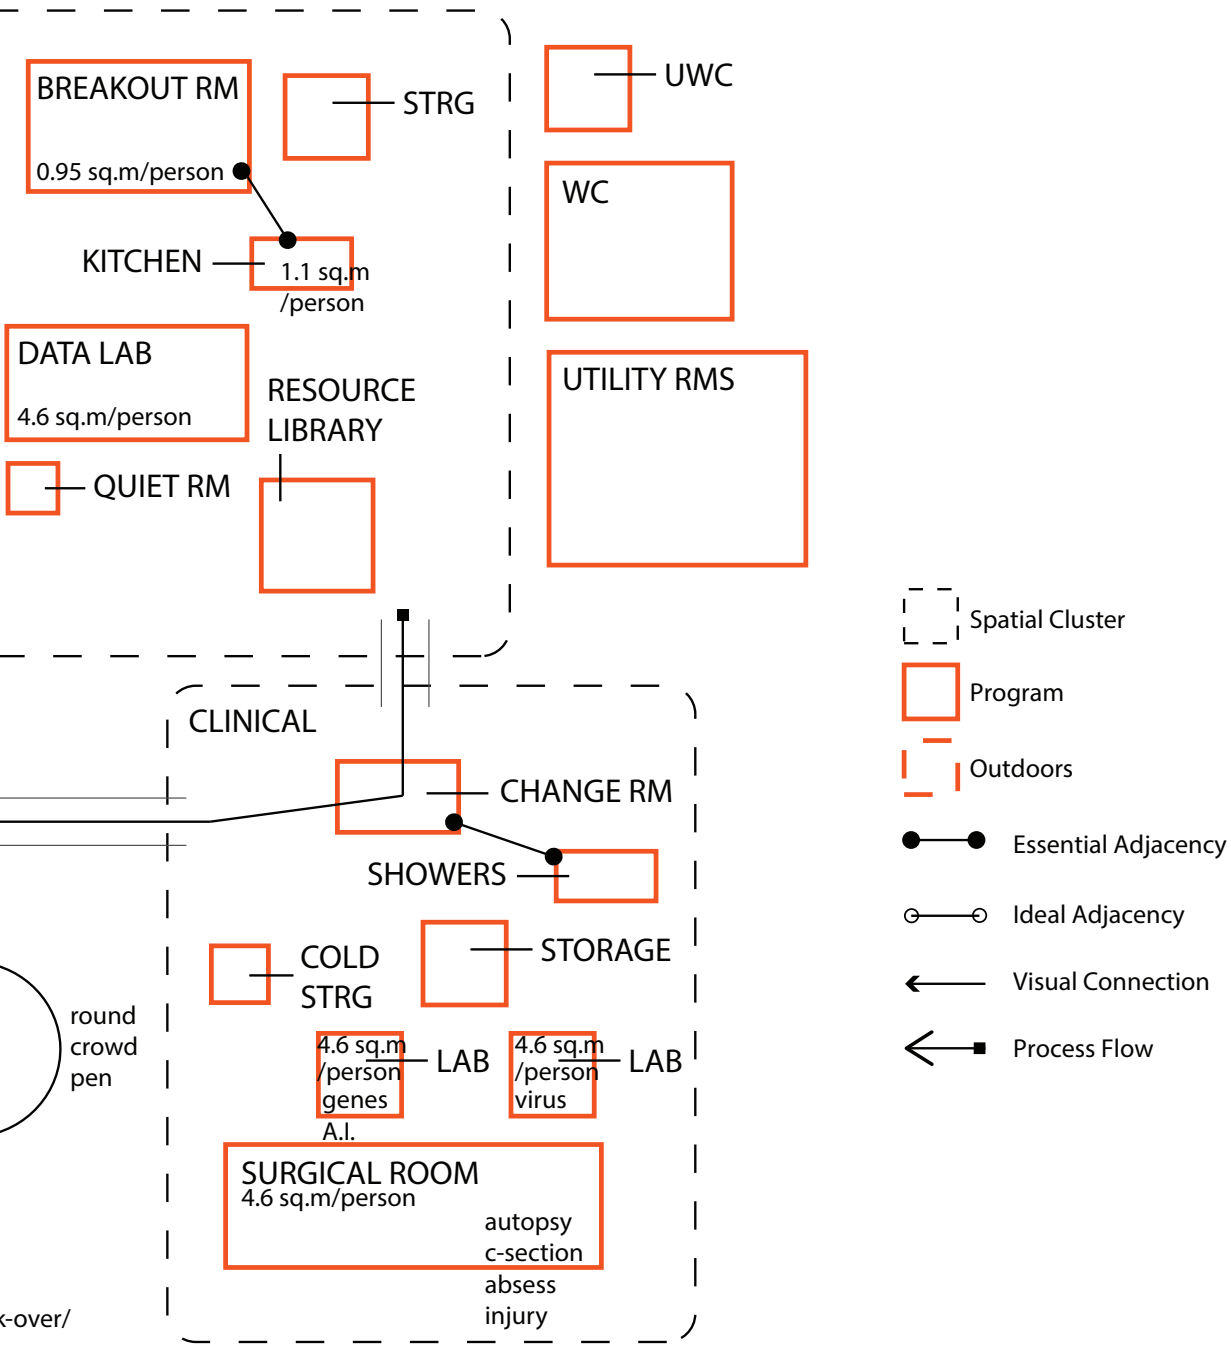 BREAKOUT RM
0.95 sq.m/person
STRG
UWC
WC
KITCHEN
1.1 sq.m
/person
DATA LAB
4.6 sq.m/person
RESOURCE
LIBRARY
UTILITY RMS
QUIET RM
CLINICAL
CHANGE RM
SHOWERS
STORAGE
COLD
STRG
4.6 sq.m
/person
genes
A.I.
LAB
4.6 sq.m
/person
virus
LAB
SURGICAL ROOM
4.6 sq.m/person
autopsy
c-section
absess
injury
round
crowd
pen
k-over/
Spatial Cluster
Program
Outdoors
Essential Adjacency
Ideal Adjacency
Visual Connection
Process Flow